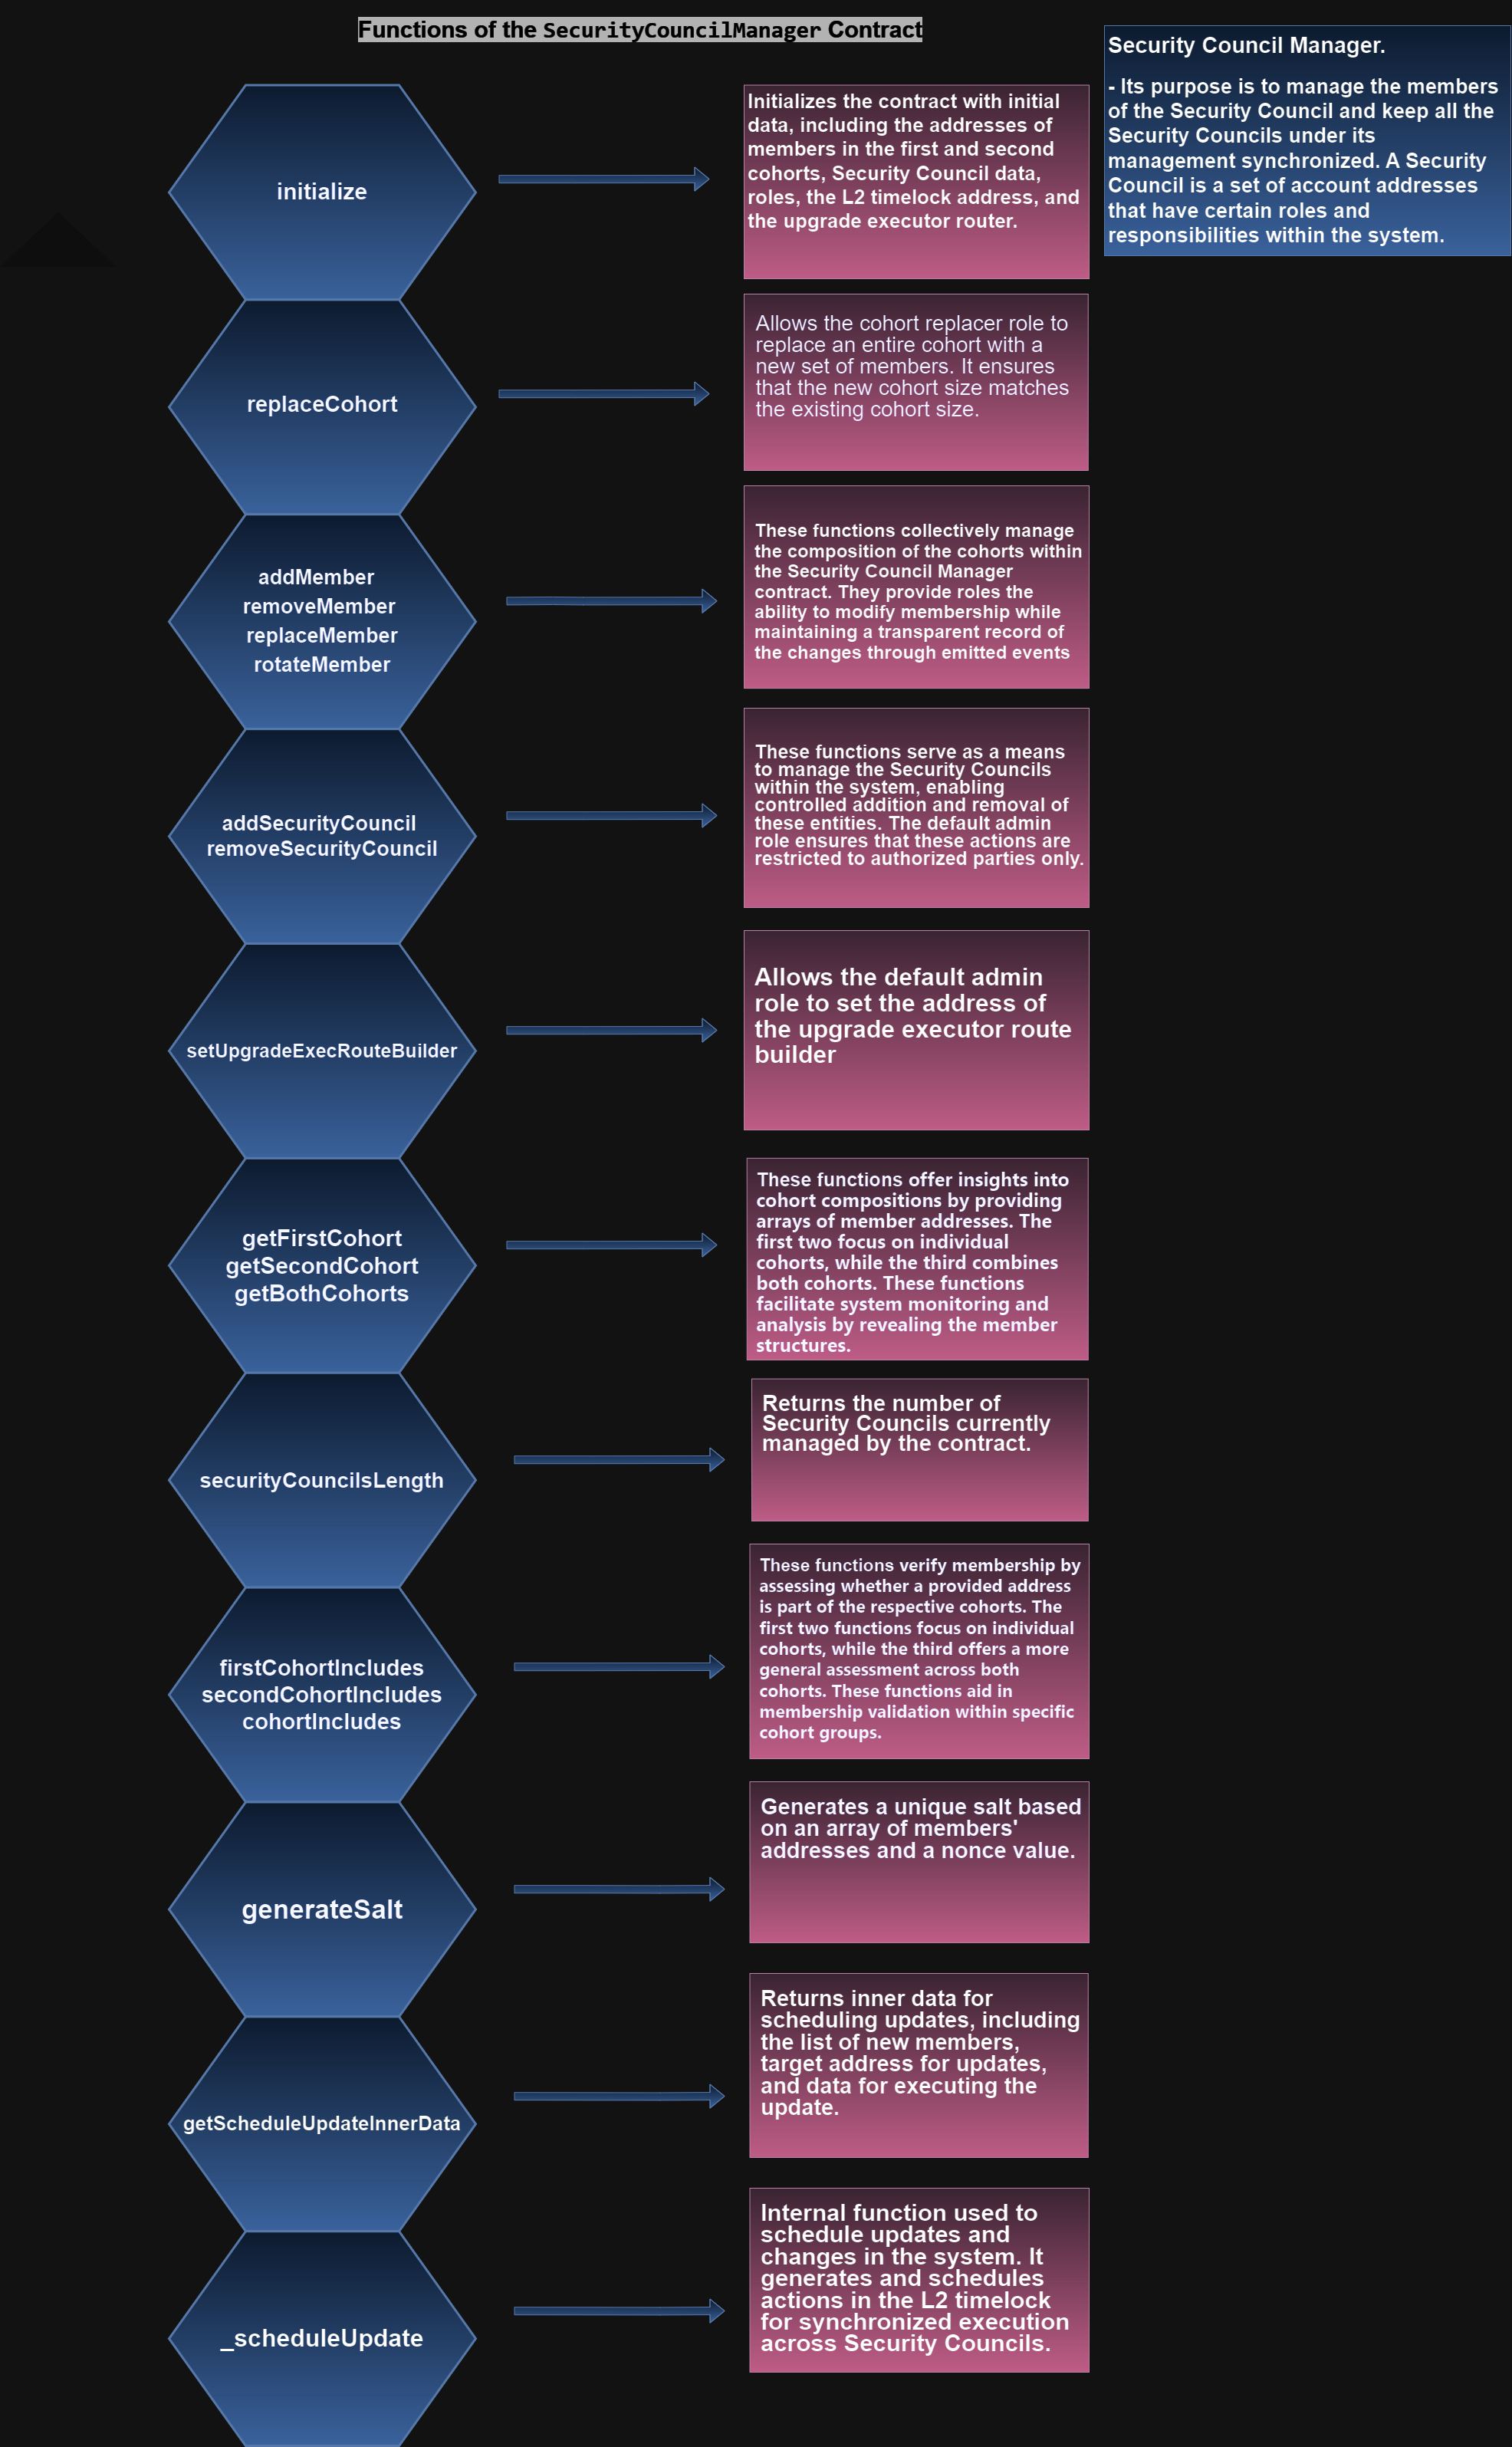 Functions of the SecurityCouncilManager Contract
Security Council Manager.
- Its purpose is to manage the members
of the Security Council and keep all the
Security Councils under its
management synchronized. A Security
Council is a set of account addresses
that have certain roles and
responsibilities within the system.
initialize
Initializes the contract with initial
data, including the addresses of
members in the first and second
cohorts, Security Council data,
roles, the L2 timelock address, and
the upgrade executor router.
replaceCohort
Allows the cohort replacer role to
replace an entire cohort with a
new set of members. It ensures
that the new cohort size matches
the existing cohort size.
addMember
removeMember
replaceMember
rotateMember
These functions collectively manage
the composition of the cohorts within
the Security Council Manager
contract. They provide roles the
ability to modify membership while
maintaining a transparent record of
the changes through emitted events
addSecurityCouncil
removeSecurityCouncil
These functions serve as a means
to manage the Security Councils
within the system, enabling
controlled addition and removal of
these entities. The default admin
role ensures that these actions are
restricted to authorized parties only.
setUpgradeExecRouteBuilder
Allows the default admin
role to set the address of
the upgrade executor route
builder
getFirstCohort
getSecondCohort
getBothCohorts
These functions offer insights into
cohort compositions by providing
arrays of member addresses. The
first two focus on individual
cohorts, while the third combines
both cohorts. These functions
facilitate system monitoring and
analysis by revealing the member
structures.
securityCouncilsLength
Returns the number of
Security Councils currently
managed by the contract.
firstCohortIncludes
secondCohortIncludes
cohortIncludes
These functions verify membership by
assessing whether a provided address
is part of the respective cohorts. The
first two functions focus on individual
cohorts, while the third offers a more
general assessment across both
cohorts. These functions aid in
membership validation within specific
cohort groups.
generateSalt
Generates a unique salt based
on an array of members'
addresses and a nonce value.
getScheduleUpdateInnerData
Returns inner data for
scheduling updates, including
the list of new members,
target address for updates,
and data for executing the
update.
_scheduleUpdate
Internal function used to
schedule updates and
changes in the system. It
generates and schedules
actions in the L2 timelock
for synchronized execution
across Security Councils.